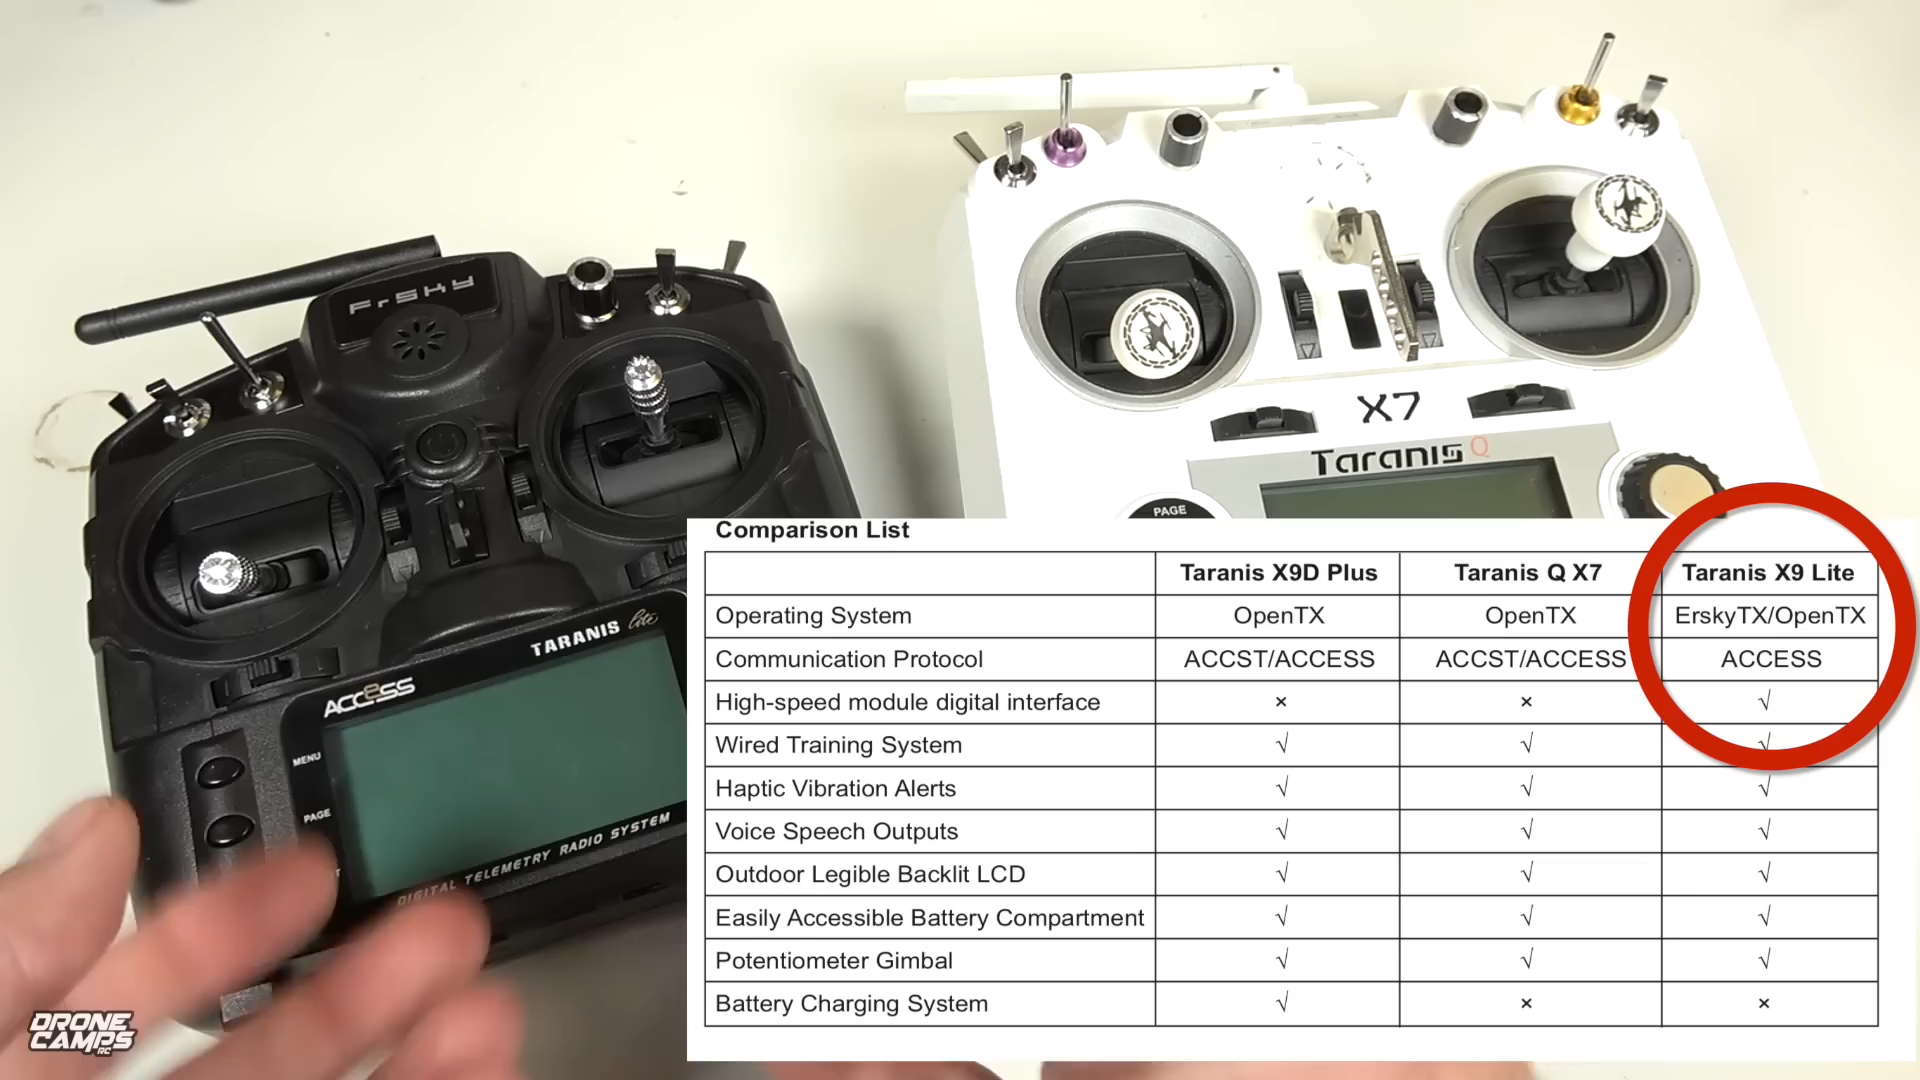 FrSky
X7
Taranis Q
PAGE
TARANIS lite
ACCESS
MENU
PAGE
DIGITAL TELEMETRY RADIO SYSTEM
Comparison List
Taranis X9D Plus Taranis Q X7 Taranis X9 Lite
Operating System OpenTX OpenTX ErskyTX/OpenTX
Communication Protocol ACCST/ACCESS ACCST/ACCESS ACCESS
High-speed module digital interface × × √
Wired Training System √ √ √
Haptic Vibration Alerts √ √ √
Voice Speech Outputs √ √ √
Outdoor Legible Backlit LCD √ √ √
Easily Accessible Battery Compartment √ √ √
Potentiometer Gimbal √ √ √
Battery Charging System √ × ×
DRONE
CAMPS
RC